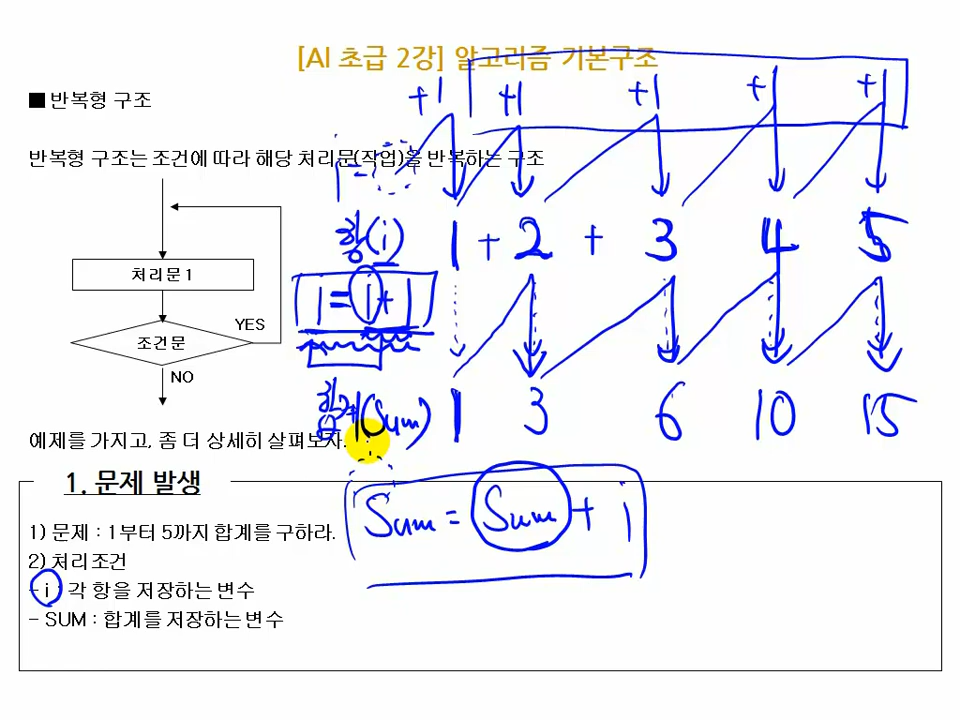 [AI 초급 2강] 알고리즘 기본구조
+1 +1 +1 +1 +1
■ 반복형 구조
반복형 구조는 조건에 따라 해당 처리문(작업)을 반복하는 구조
i =
항(i) 1 + 2 + 3 4 5
처리문1
i = i + 1
YES
조건문
NO
합계(Sum) 1 3 6 10 15
예제를 가지고, 좀 더 상세히 살펴보자.
1. 문제 발생
Sum = Sum + i
1) 문제 : 1부터 5까지 합계를 구하라.
2) 처리조건
- i : 각 항을 저장하는 변수
- SUM : 합계를 저장하는 변수